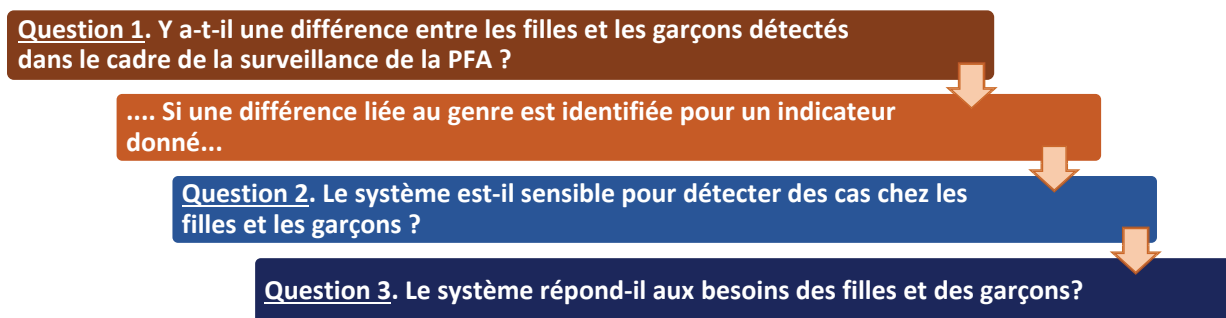 Question 1. Y a-t-il une différence entre les filles et les garçons détectés
dans le cadre de la surveillance de la PFA ?
.... Si une différence liée au genre est identifiée pour un indicateur
donné...
Question 2. Le système est-il sensible pour détecter des cas chez les
filles et les garçons ?
Question 3. Le système répond-il aux besoins des filles et des garçons?